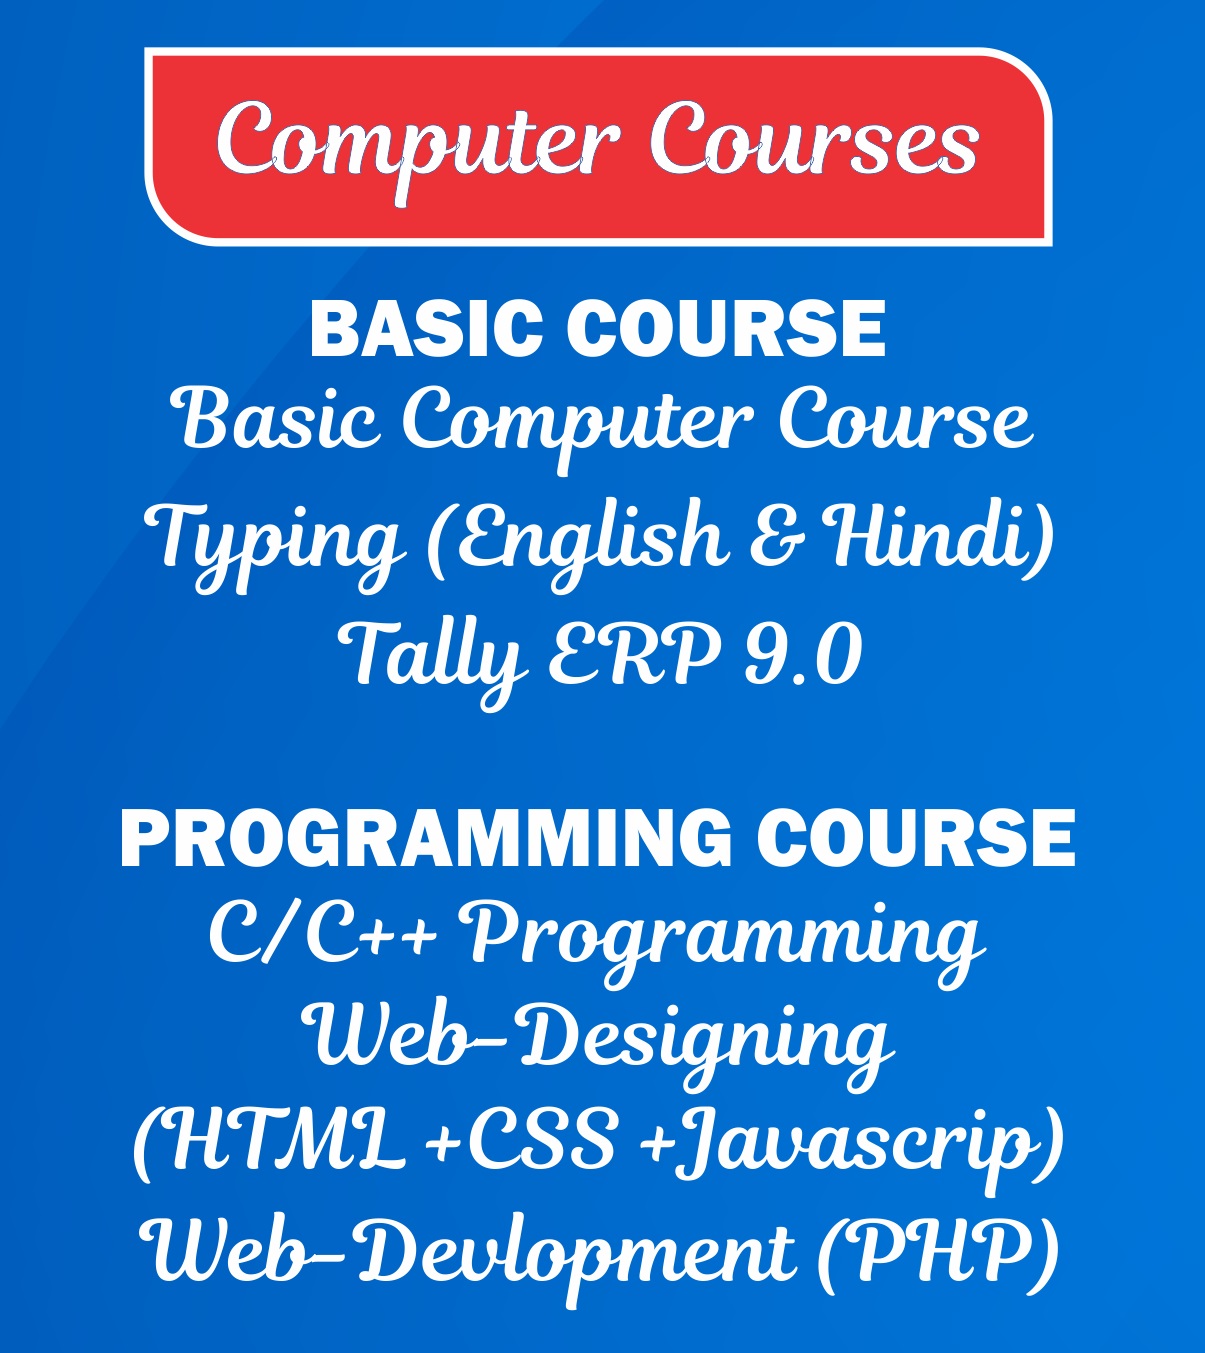 Computer Courses
BASIC COURSE
Basic Computer Course
Typing (English & Hindi)
Tally ERP 9.0
PROGRAMMING COURSE
C/C++ Programming
Web-Designing
(HTML +CSS +Javascrip)
Web-Devlopment (PHP)